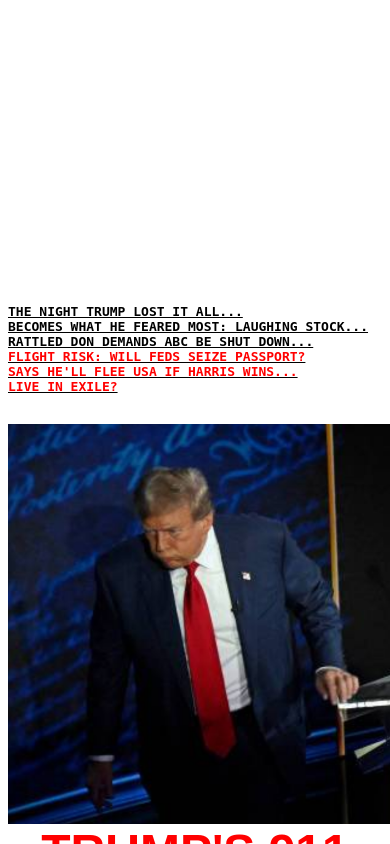 THE NIGHT TRUMP LOST IT ALL...
BECOMES WHAT HE FEARED MOST: LAUGHING STOCK...
RATTLED DON DEMANDS ABC BE SHUT DOWN...
FLIGHT RISK: WILL FEDS SEIZE PASSPORT?
SAYS HE'LL FLEE USA IF HARRIS WINS...
LIVE IN EXILE?
Posterity,
TRUMP'S 911